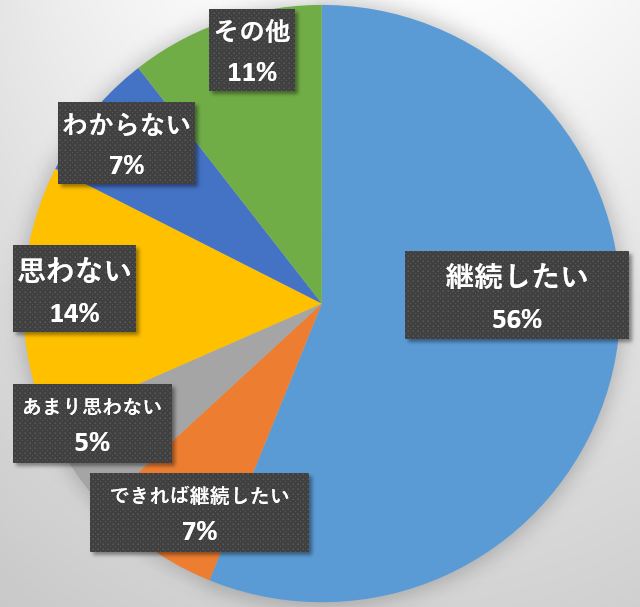 その他
11%
わからない
7%
思わない
14%
継続したい
56%
あまり思わない
5%
できれば継続したい
7%